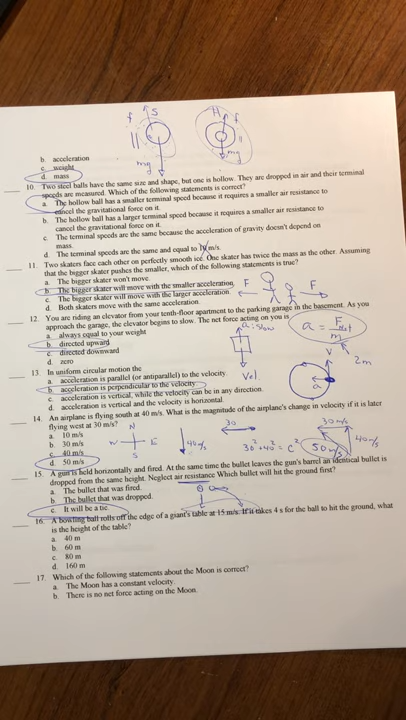 f S H f
|| ||
mg mg
b. acceleration
c. weight
d. mass
10. Two steel balls have the same size and shape, but one is hollow. They are dropped in air and their terminal
speeds are measured. Which of the following statements is correct?
a. The hollow ball has a smaller terminal speed because it requires a smaller air resistance to
cancel the gravitational force on it.
b. The hollow ball has a larger terminal speed because it requires a smaller air resistance to
cancel the gravitational force on it.
c. The terminal speeds are the same because the acceleration of gravity doesn't depend on
mass.
d. The terminal speeds are the same and equal to m/s.
11. Two skaters face each other on perfectly smooth ice. One skater has twice the mass as the other. Assuming
that the bigger skater pushes the smaller, which of the following statements is true?
a. The bigger skater won't move.
b. The bigger skater will move with the smaller acceleration. F F
c. The bigger skater will move with the larger acceleration.
d. Both skaters move with the same acceleration.
12. You are riding an elevator from your tenth-floor apartment to the parking garage in the basement. As you
approach the garage, the elevator begins to slow. The net force acting on you is
a. always equal to your weight a: slow a = FNet / m
b. directed upward
c. directed downward
d. zero
2m
13. In uniform circular motion the V
a. acceleration is parallel (or antiparallel) to the velocity. Vel.
b. acceleration is perpendicular to the velocity a
c. acceleration is vertical, while the velocity can be in any direction.
d. acceleration is vertical and the velocity is horizontal.
14. An airplane is flying south at 40 m/s. What is the magnitude of the airplane's change in velocity if it is later
flying west at 30 m/s? N 30 30 m/s
a. 10 m/s
b. 30 m/s W E 40 m/s 30²+40² = c² 50 m/s 40 m/s
c. 40 m/s S
d. 50 m/s
15. A gun is held horizontally and fired. At the same time the bullet leaves the gun's barrel an identical bullet is
dropped from the same height. Neglect air resistance Which bullet will hit the ground first?
a. The bullet that was fired.
b. The bullet that was dropped.
c. It will be a tie.
16. A bowling ball rolls off the edge of a giant's table at 15 m/s. If it takes 4 s for the ball to hit the ground, what
is the height of the table?
a. 40 m
b. 60 m
c. 80 m
d. 160 m
17. Which of the following statements about the Moon is correct?
a. The Moon has a constant velocity.
b. There is no net force acting on the Moon.